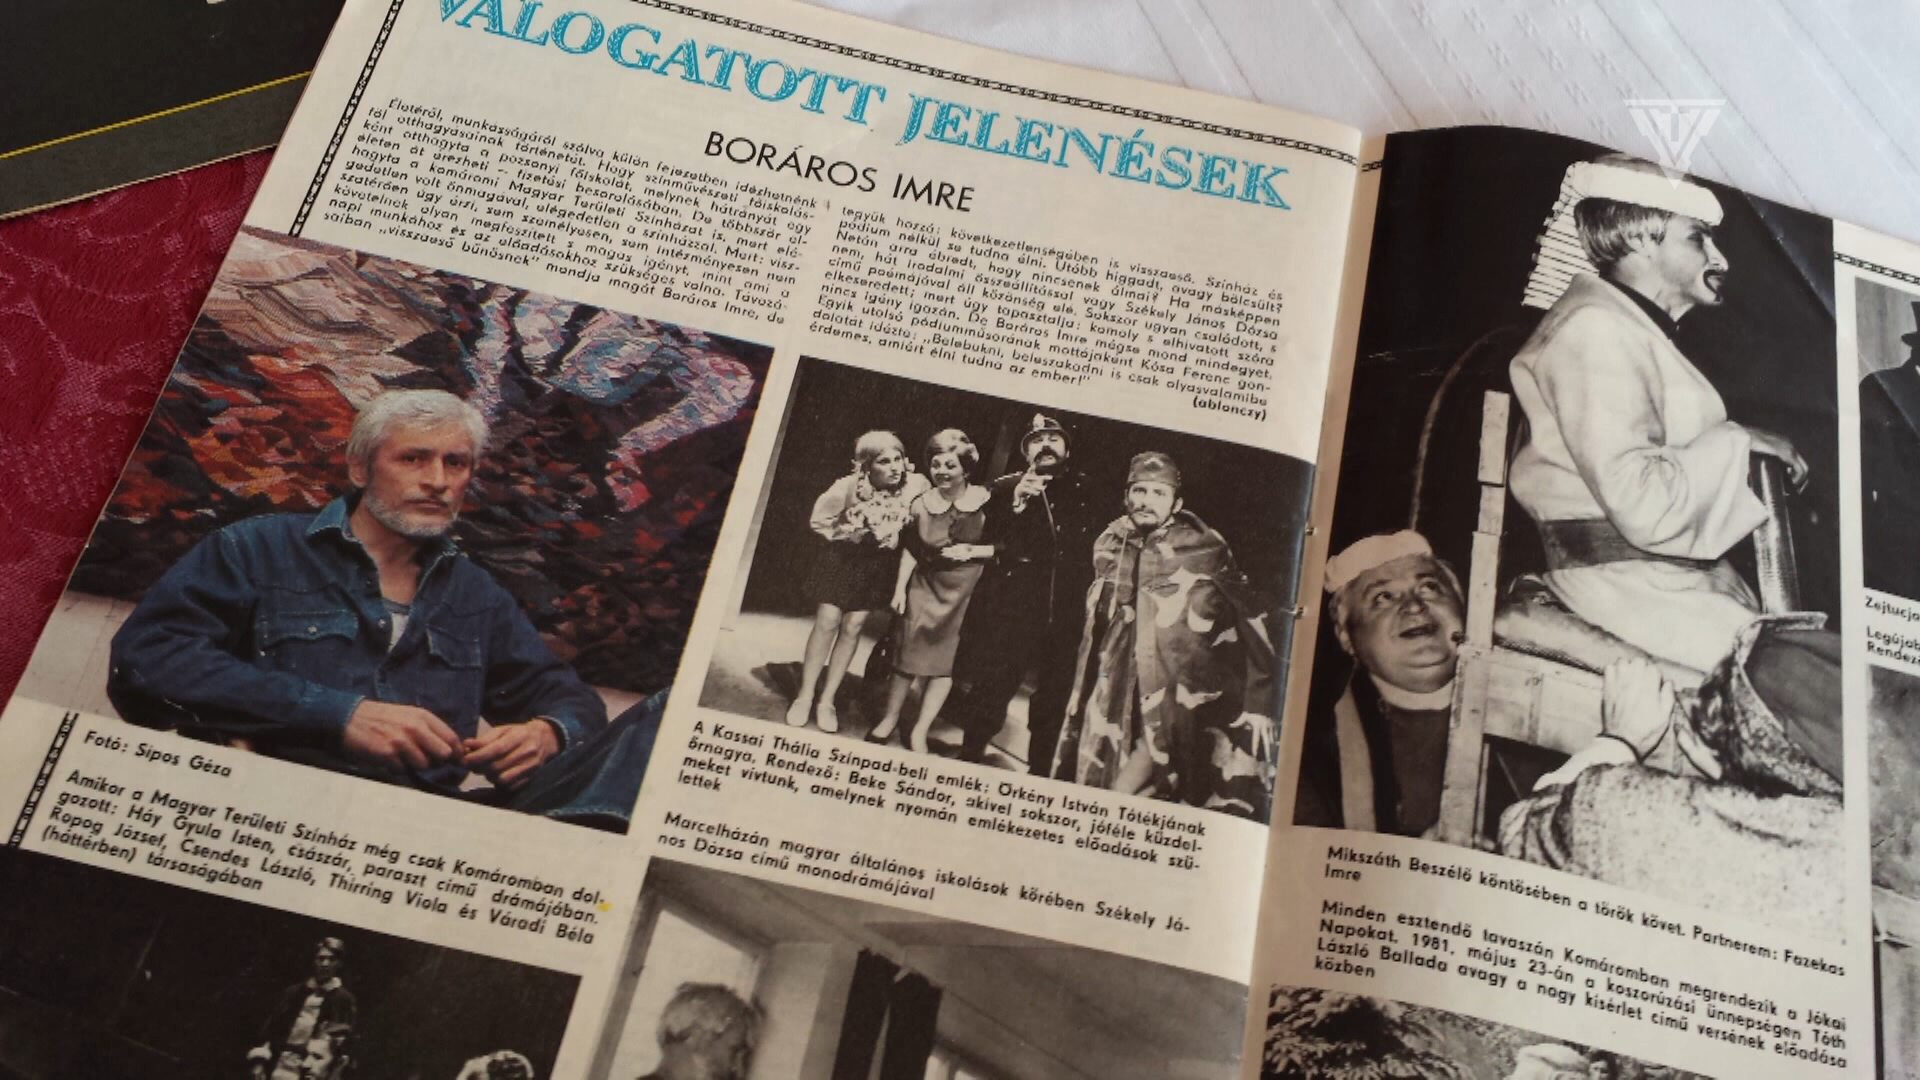 VÁLOGATOTT JELENÉSEK
BORÁROS IMRE
Életéről, munkásságáról szólva külön fejezetben idézhetnénk
föl otthagyásainak történetét. Hogy színművészeti főiskolás-
ként otthagyta a pozsonyi főiskolát, melynek hátrányát egy
életen át érezheti — fizetési besorolásában. De többször el-
hagyta a komáromi Magyar Területi Színházat is, mert elé-
gedetlen volt önmagával, elégedetlen a színházzal. Mert: visz-
szatérően úgy érzi, sem személyesen, sem intézményesen nem
követelnek olyan megfeszített s magas igényt, mint ami a
napi munkához és az előadásokhoz szükséges volna. Távozá-
saiban „visszaeső bűnösnek" mondja magát Boráros Imre, de
tegyük hozzá: következetlenségében is visszaeső. Színház és
pódium nélkül se tudna élni. Utóbb higgadt, avagy bölcsült?
Netán arra ébredt, hogy nincsenek álmai? Ha másképpen
nem, hát irodalmi összeállítással vagy Székely János Dózsa
című poémájával áll közönség elé. Sokszor ugyan csalódott, s
elkeseredett; mert úgy tapasztalja: komoly s elhivatott szóra
nincs igény igazán. De Boráros Imre mégse mond mindegyet.
Egyik utolsó pódiumműsorának mottójaként Kósa Ferenc gon-
dolatát idézte: „Belebukni, beleszakadni is csak olyasvalamibe
érdemes, amiért élni tudna az ember!"
(ablonczy)
Fotó: Sipos Géza
Amikor a Magyar Területi Színház még csak Komáromban dol-
gozott: Háy Gyula Isten, császár, paraszt című drámájában.
Ropog József, Csendes László, Thirring Viola és Váradi Béla
(háttérben) társaságában
A Kassai Thália Színpad-beli emlék: Örkény István Tótékjának
őrnagya, Rendező: Beke Sándor, akivel sokszor, jóféle küzdel-
meket vívtunk, amelynek nyomán emlékezetes előadások szü-
lettek
Marcelházán magyar általános iskolások körében Székely Já-
nos Dózsa című monodrámájával
Mikszáth Beszélő köntösében a török követ. Partnerem: Fazekas
Imre
Minden esztendő tavaszán Komáromban megrendezik a Jókai
Napokat. 1981. május 23-án a koszorúzási ünnepségen Tóth
László Ballada avagy a nagy kísérlet című versének előadása
közben
Legújab
Rendező